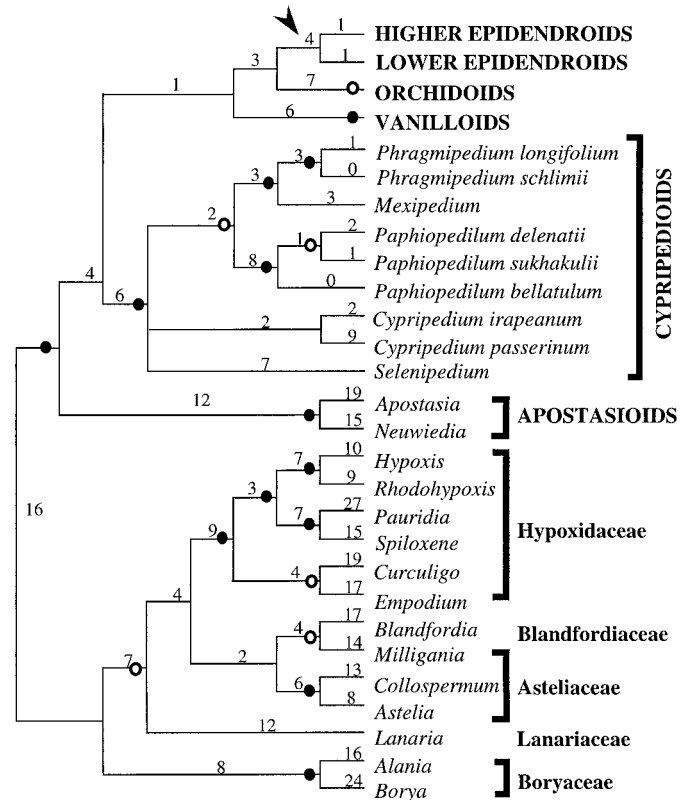 1
4
HIGHER EPIDENDROIDS
3
1
LOWER EPIDENDROIDS
1
7
ORCHIDOIDS
6
VANILLOIDS
1
Phragmipedium longifolium
3
0
Phragmipedium schlimii
3
3
Mexipedium
2
2
Paphiopedilum delenatii
1
1
Paphiopedilum sukhakulii
8
0
Paphiopedilum bellatulum
4
6
2
Cypripedium irapeanum
2
9
Cypripedium passerinum
7
Selenipedium
CYPRIPEDIOIDS
12
19
Apostasia
15
Neuwiedia
APOSTASIOIDS
10
Hypoxis
7
9
Rhodohypoxis
3
27
Pauridia
7
15
Spiloxene
16
9
19
Curculigo
4
17
Empodium
Hypoxidaceae
4
17
Blandfordia
Blandfordiaceae
4
14
Milligania
7
2
13
Collospermum
6
8
Astelia
Asteliaceae
12
Lanaria
Lanariaceae
8
16
Alania
24
Borya
Boryaceae